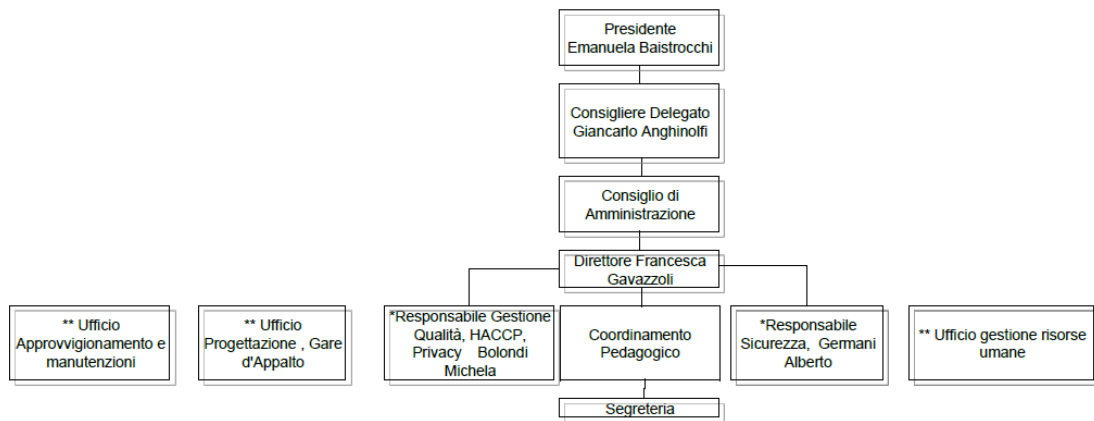 Presidente
Emanuela Baistrocchi
Consigliere Delegato
Giancarlo Anghinolfi
Consiglio di
Amministrazione
Direttore Francesca
Gavazzoli
** Ufficio
Approvvigionamento e
manutenzioni
** Ufficio
Progettazione , Gare
d'Appalto
*Responsabile Gestione
Qualità, HACCP,
Privacy Bolondi
Michela
Coordinamento
Pedagogico
*Responsabile
Sicurezza, Germani
Alberto
** Ufficio gestione risorse
umane
Segreteria